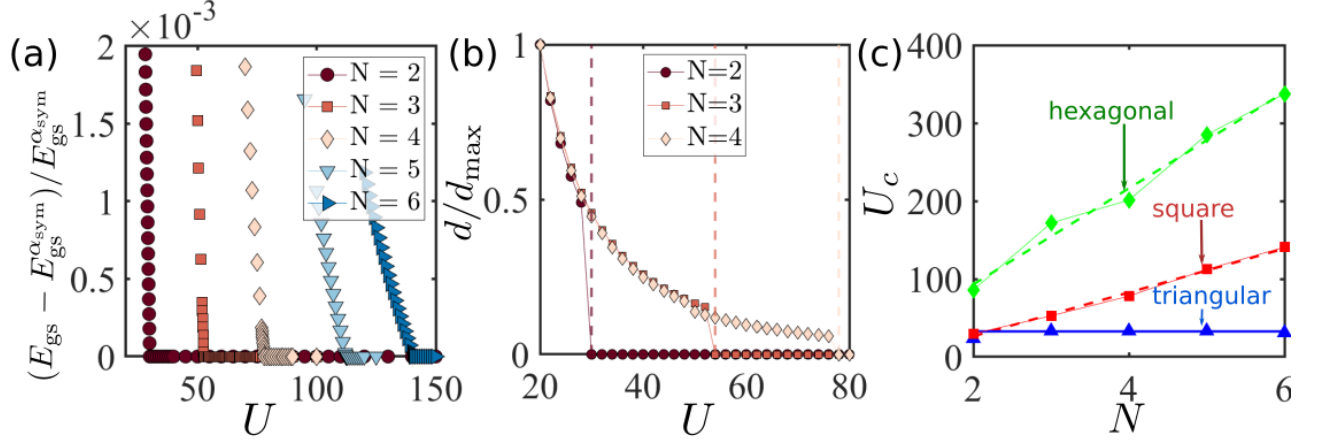 (a)
×10⁻³
2
1.5
1
0.5
0
50
100
150
U
(E_gs − E_gs^α_sym)/E_gs^α_sym
N = 2
N = 3
N = 4
N = 5
N = 6
(b)
1
0.5
0
20
40
60
80
U
d/d_max
N=2
N=3
N=4
(c)
400
300
200
100
0
2
4
6
N
U_c
hexagonal
square
triangular